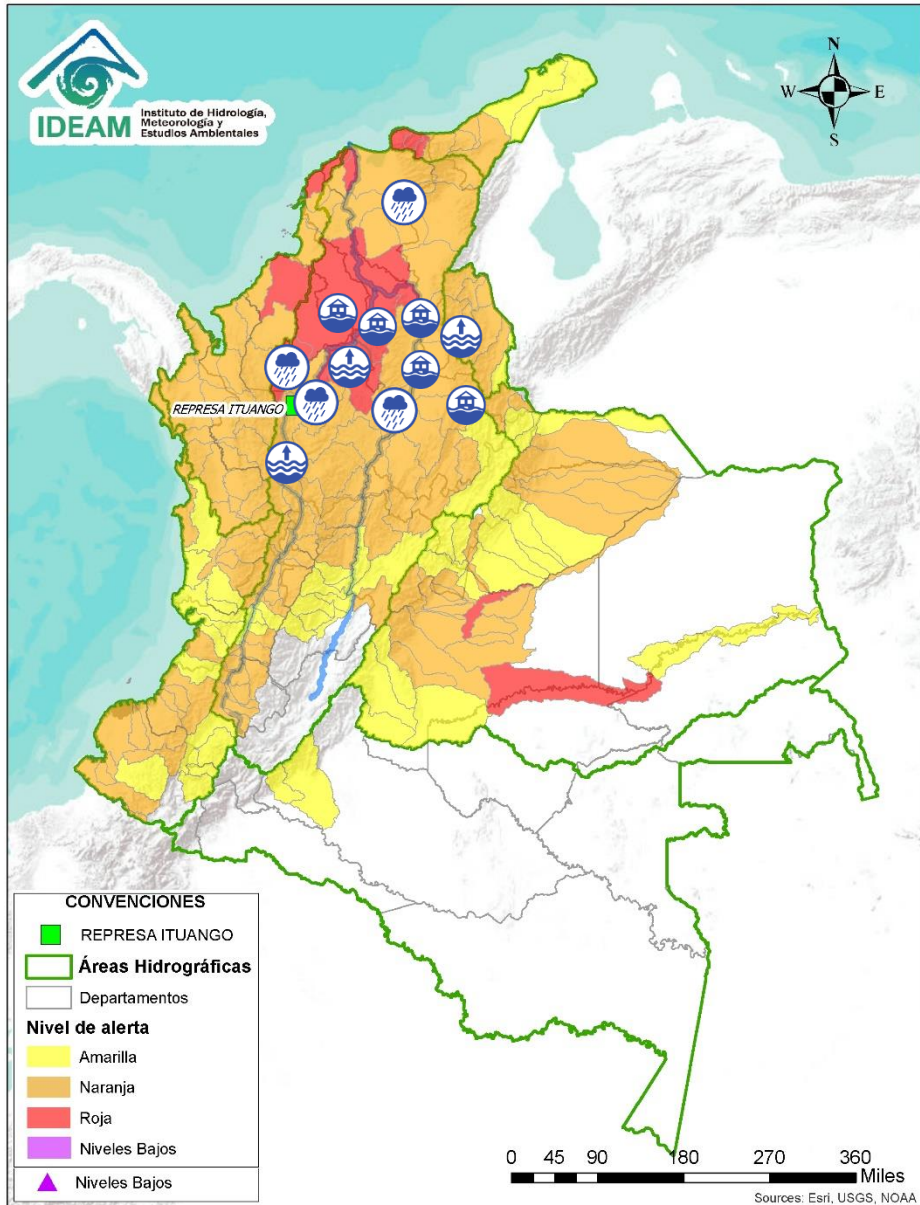 IDEAM
Instituto de Hidrología,
Meteorología y
Estudios Ambientales
N
W
E
S
REPRESA ITUANGO
CONVENCIONES
REPRESA ITUANGO
Áreas Hidrográficas
Departamentos
Nivel de alerta
Amarilla
Naranja
Roja
Niveles Bajos
Niveles Bajos
0 45 90 180 270 360
Miles
Sources: Esri, USGS, NOAA